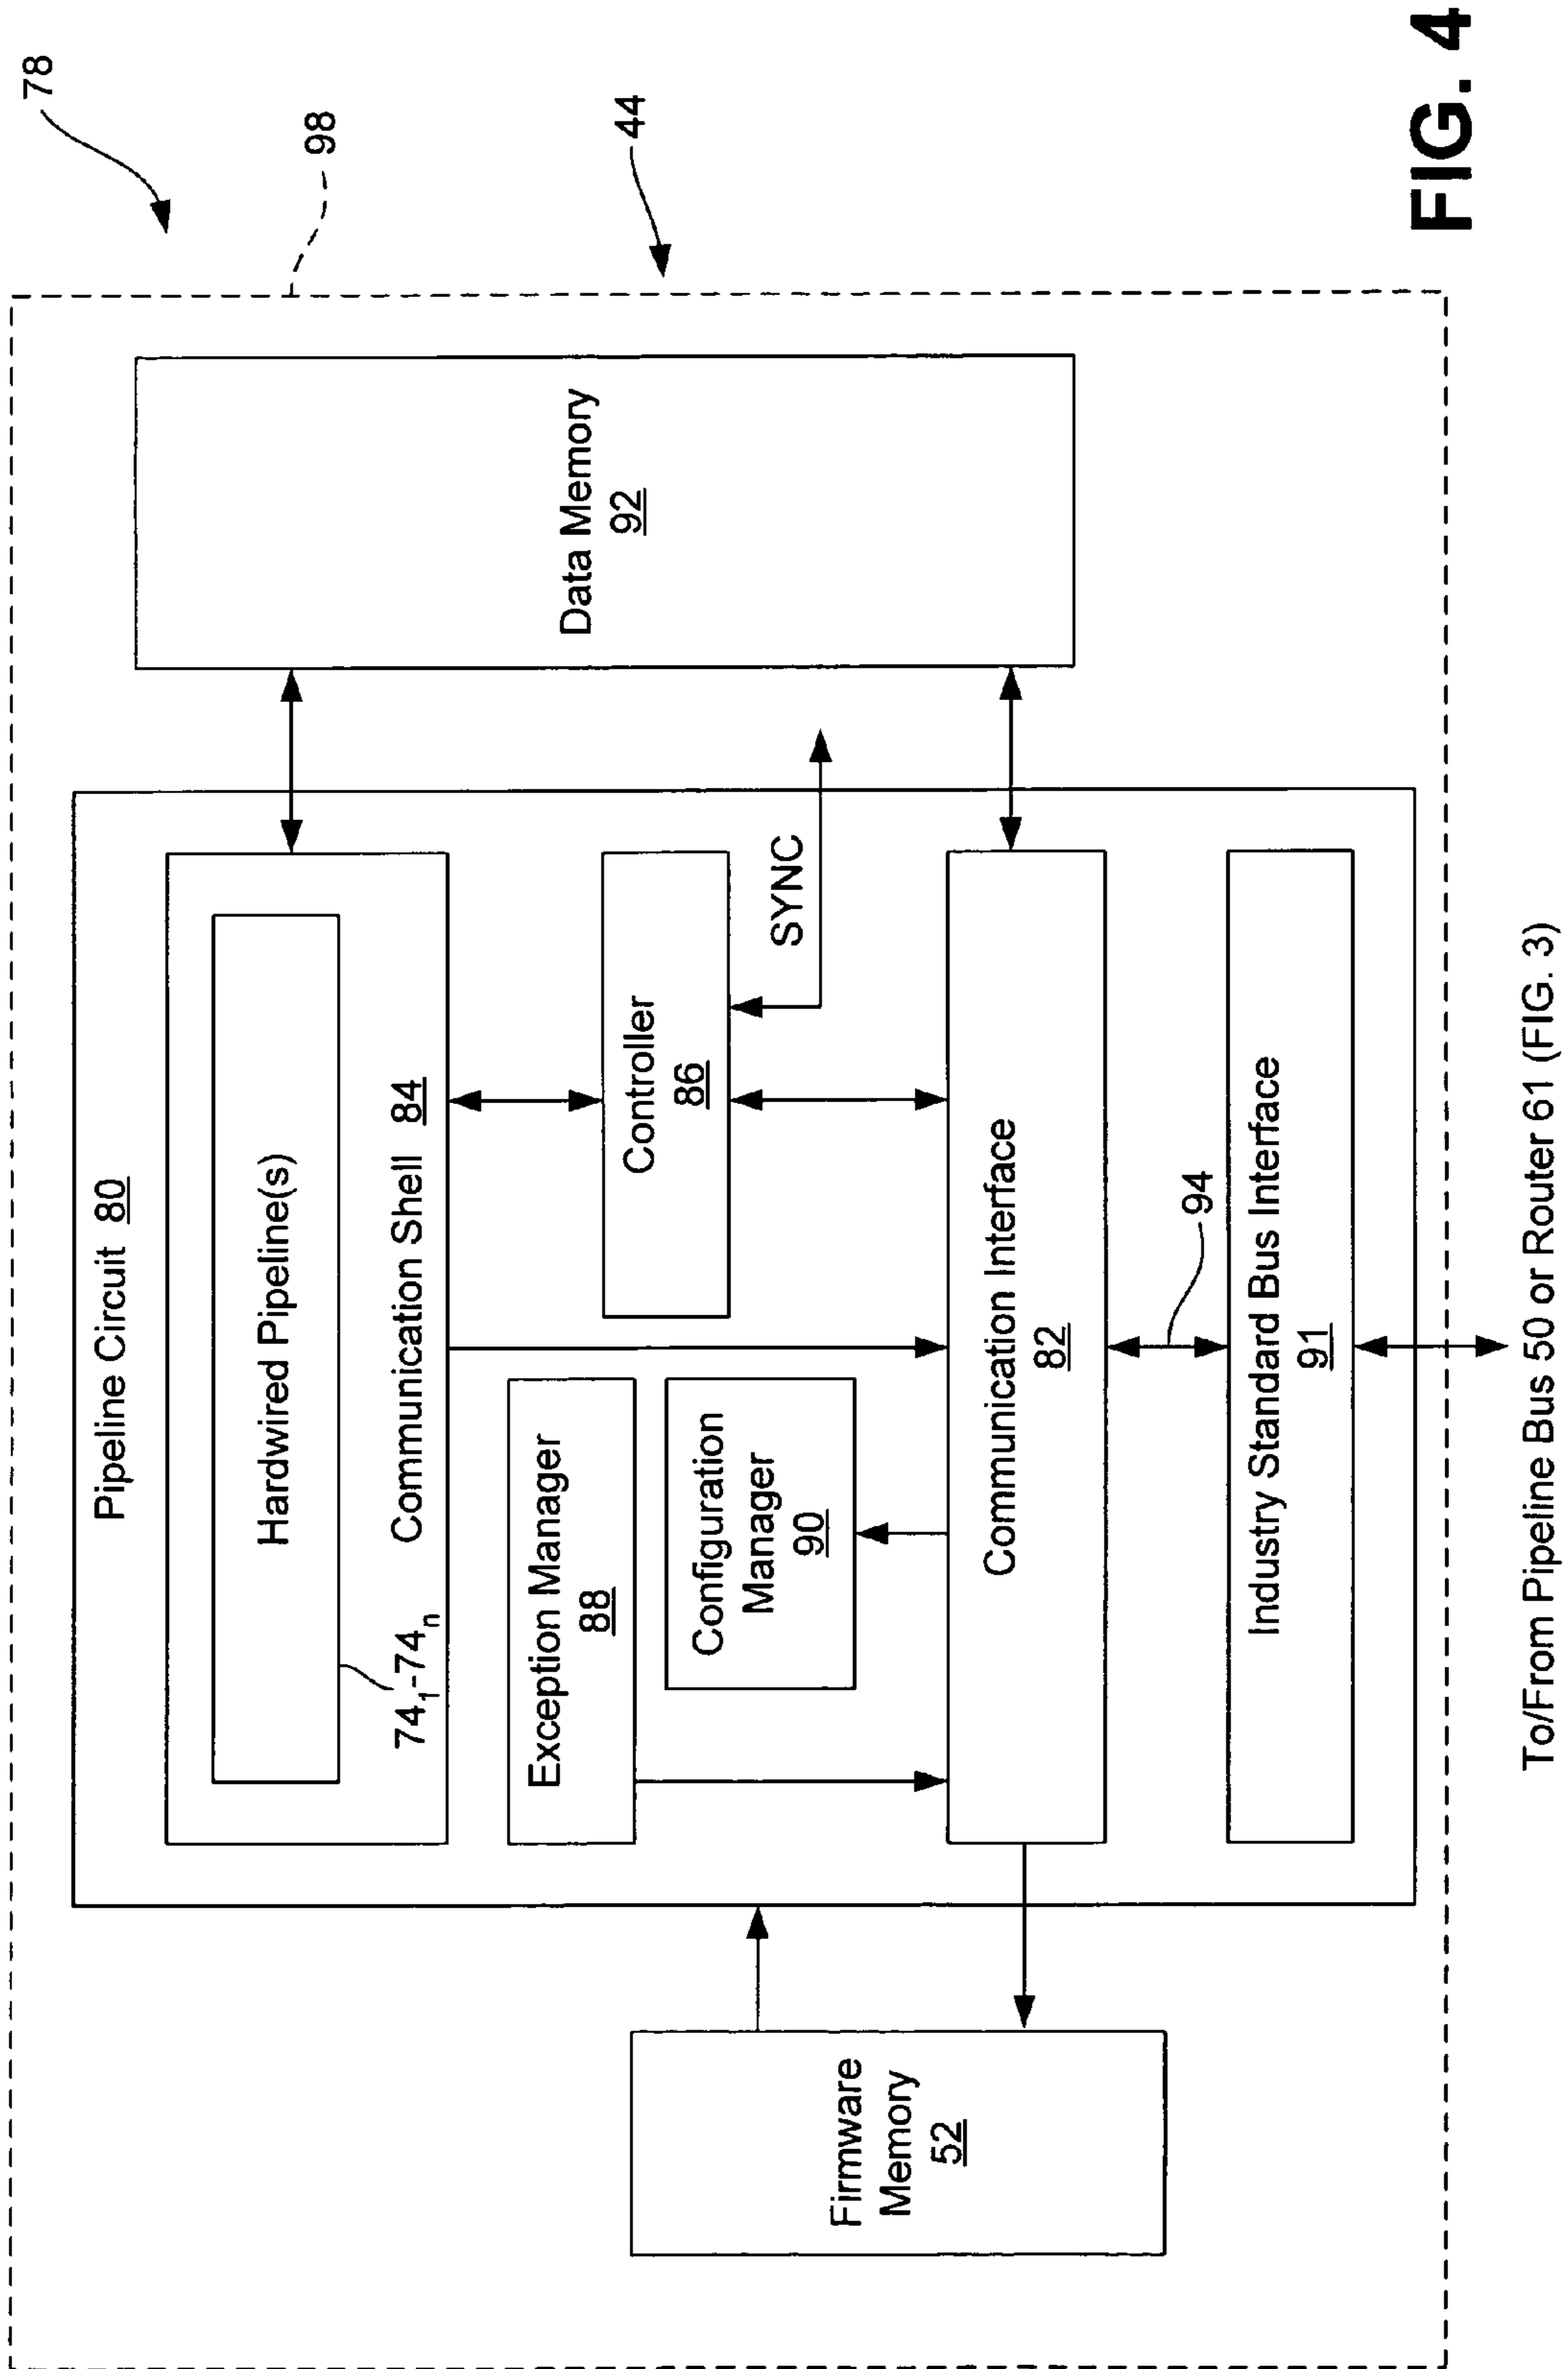 78
98
44
Pipeline Circuit 80
Hardwired Pipeline(s)
74₁-74ₙ
Communication Shell 84
Exception Manager
88
Controller
86
SYNC
Configuration
Manager
90
Communication Interface
82
94
Industry Standard Bus Interface
91
Firmware
Memory
52
Data Memory
92
To/From Pipeline Bus 50 or Router 61 (FIG. 3)
FIG. 4